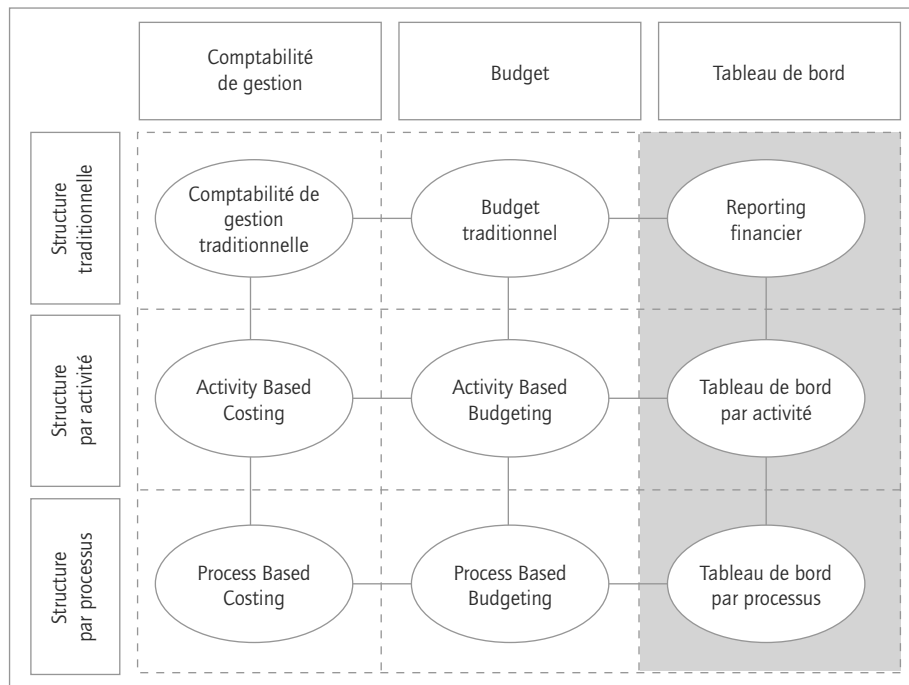 Comptabilité
de gestion
Budget
Tableau de bord
Structure
traditionnelle
Comptabilité de
gestion
traditionnelle
Budget
traditionnel
Reporting
financier
Structure
par activité
Activity Based
Costing
Activity Based
Budgeting
Tableau de bord
par activité
Structure
par processus
Process Based
Costing
Process Based
Budgeting
Tableau de bord
par processus